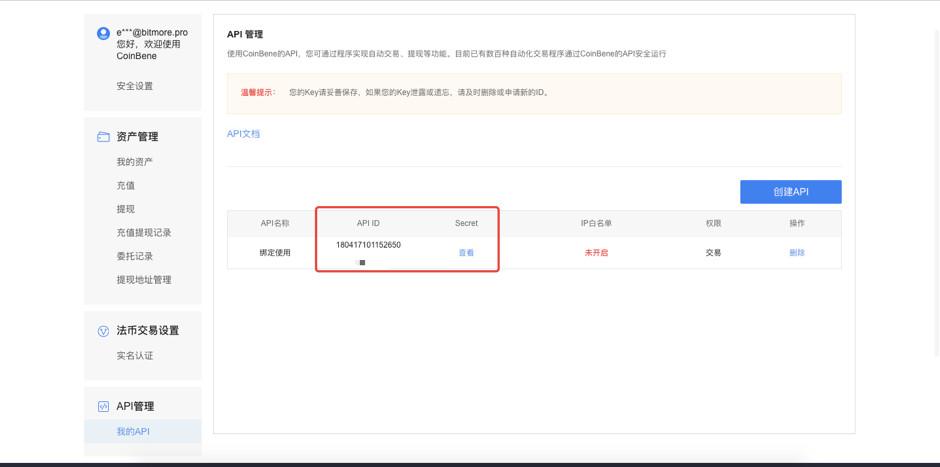 e***@bitmore.pro
您好，欢迎使用
CoinBene
安全设置
资产管理
我的资产
充值
提现
充值提现记录
委托记录
提现地址管理
法币交易设置
实名认证
API管理
我的API
API 管理
使用CoinBene的API，您可通过程序实现自动交易、提现等功能。目前已有数百种自动化交易程序通过CoinBene的API安全运行
温馨提示： 您的Key请妥善保存，如果您的Key泄露或遗忘，请及时删除或申请新的ID。
API文档
创建API
API名称 API ID Secret IP白名单 权限 操作
绑定使用 180417101152650 查看 未开启 交易 删除